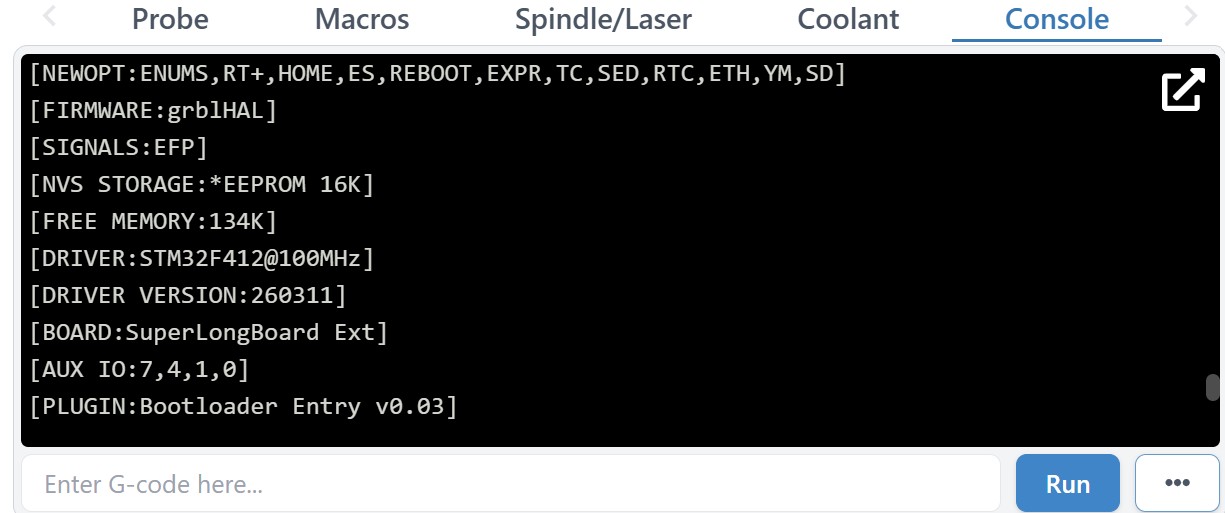 Probe Macros Spindle/Laser Coolant Console
[NEWOPT:ENUMS,RT+,HOME,ES,REBOOT,EXPR,TC,SED,RTC,ETH,YM,SD]
[FIRMWARE:grblHAL]
[SIGNALS:EFP]
[NVS STORAGE:*EEPROM 16K]
[FREE MEMORY:134K]
[DRIVER:STM32F412@100MHz]
[DRIVER VERSION:260311]
[BOARD:SuperLongBoard Ext]
[AUX IO:7,4,1,0]
[PLUGIN:Bootloader Entry v0.03]
Enter G-code here... Run •••